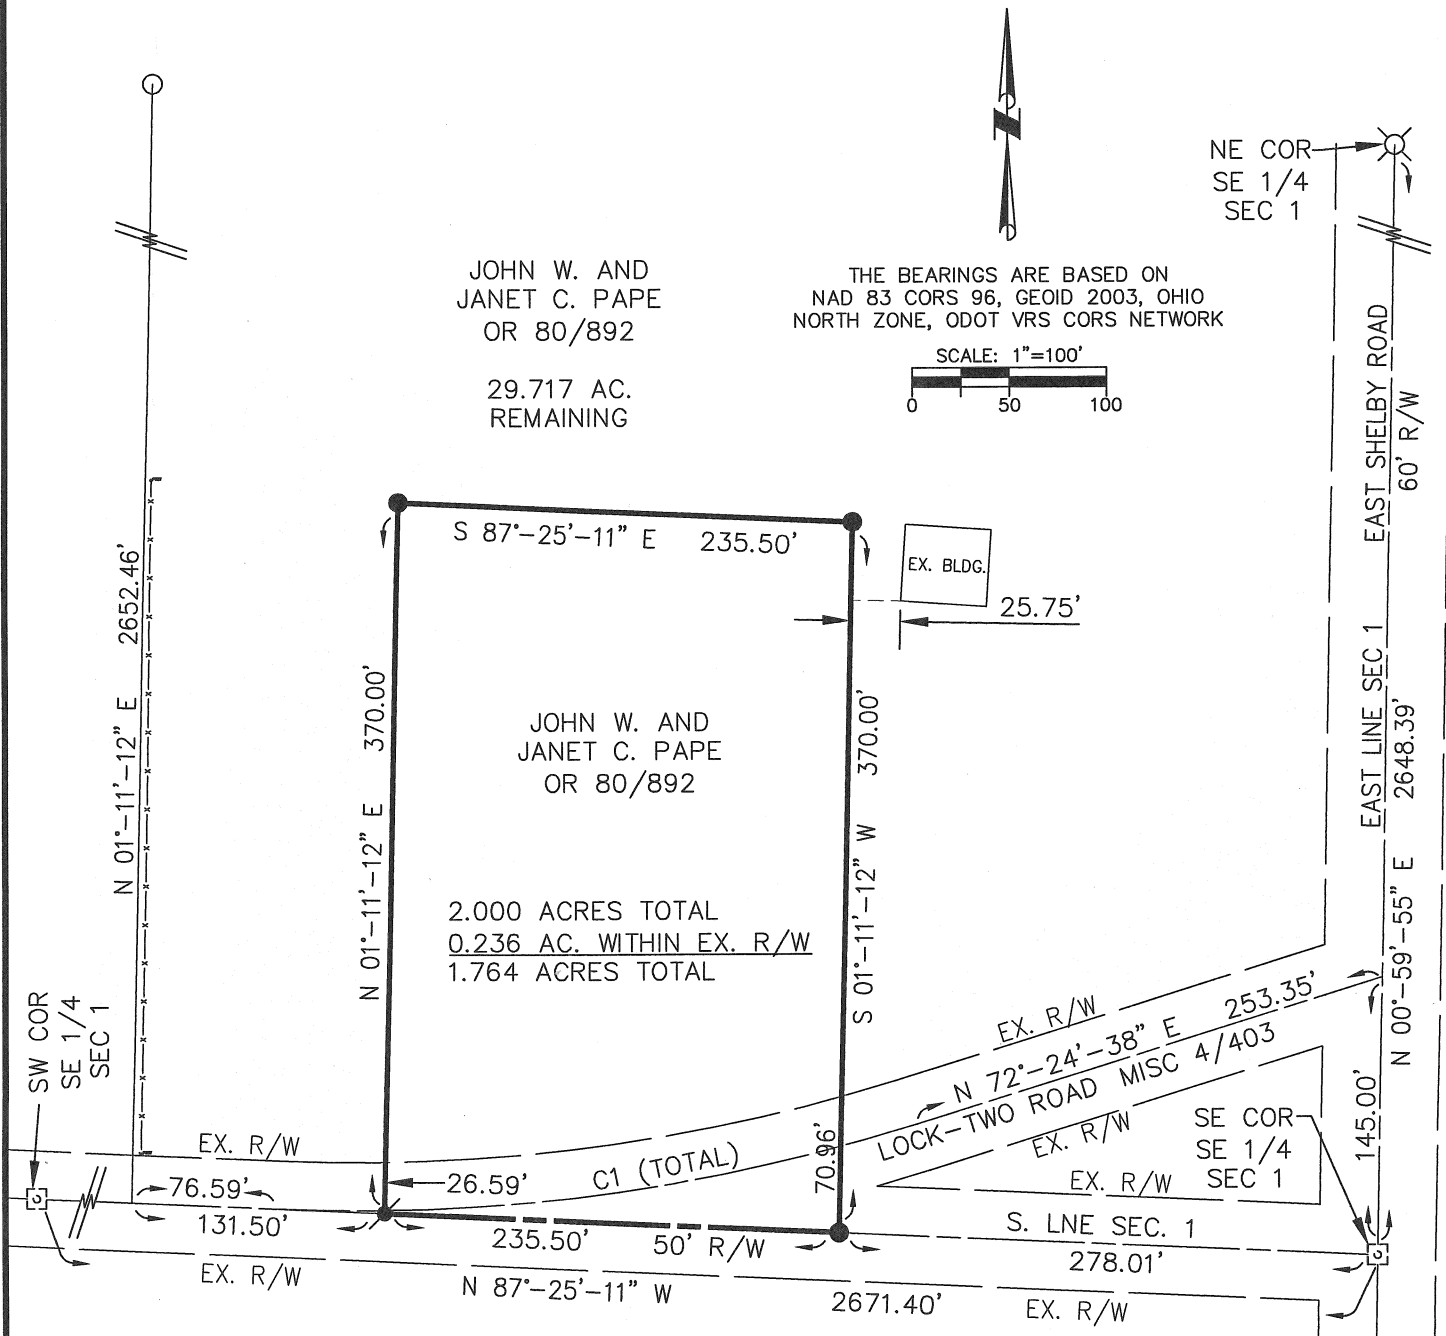 NE COR
SE 1/4
SEC 1
JOHN W. AND
JANET C. PAPE
OR 80/892
29.717 AC.
REMAINING
THE BEARINGS ARE BASED ON
NAD 83 CORS 96, GEOID 2003, OHIO
NORTH ZONE, ODOT VRS CORS NETWORK
SCALE: 1"=100'
0 50 100
EAST SHELBY ROAD
60' R/W
S 87°-25'-11" E 235.50'
EX. BLDG.
25.75'
N 01°-11'-12" E 2652.46'
N 01°-11'-12" E 370.00'
JOHN W. AND
JANET C. PAPE
OR 80/892
S 01°-11'-12" W 370.00'
EAST LINE SEC 1
N 00°-59'-55" E 2648.39'
2.000 ACRES TOTAL
0.236 AC. WITHIN EX. R/W
1.764 ACRES TOTAL
SW COR
SE 1/4
SEC 1
EX. R/W
N 72°-24'-38" E 253.35'
LOCK-TWO ROAD MISC 4/403
EX. R/W
SE COR
SE 1/4
SEC 1
145.00'
EX. R/W
C1 (TOTAL)
70.96'
76.59'
26.59'
EX. R/W
131.50'
235.50' 50' R/W
S. LNE SEC. 1
278.01'
EX. R/W
N 87°-25'-11" W 2671.40'
EX. R/W